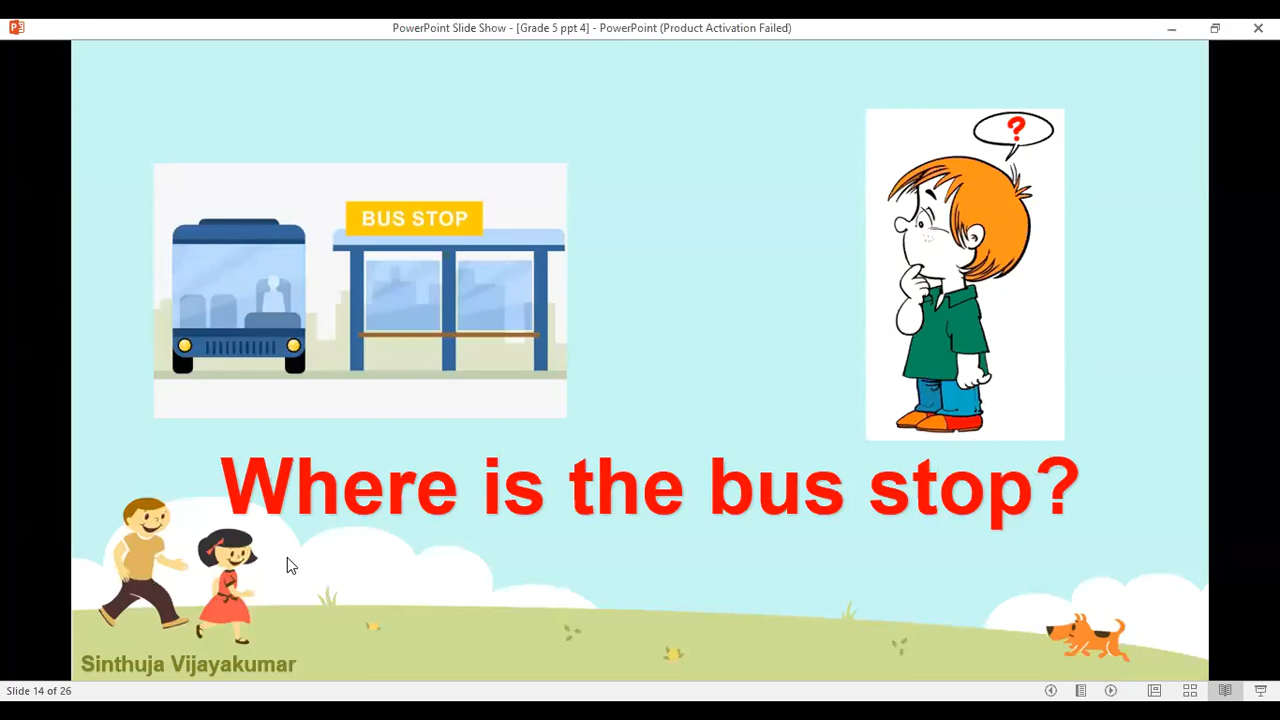 PowerPoint Slide Show - [Grade 5 ppt 4] - PowerPoint (Product Activation Failed)
?
BUS STOP
Where is the bus stop?
Sinthuja Vijayakumar
Slide 14 of 26